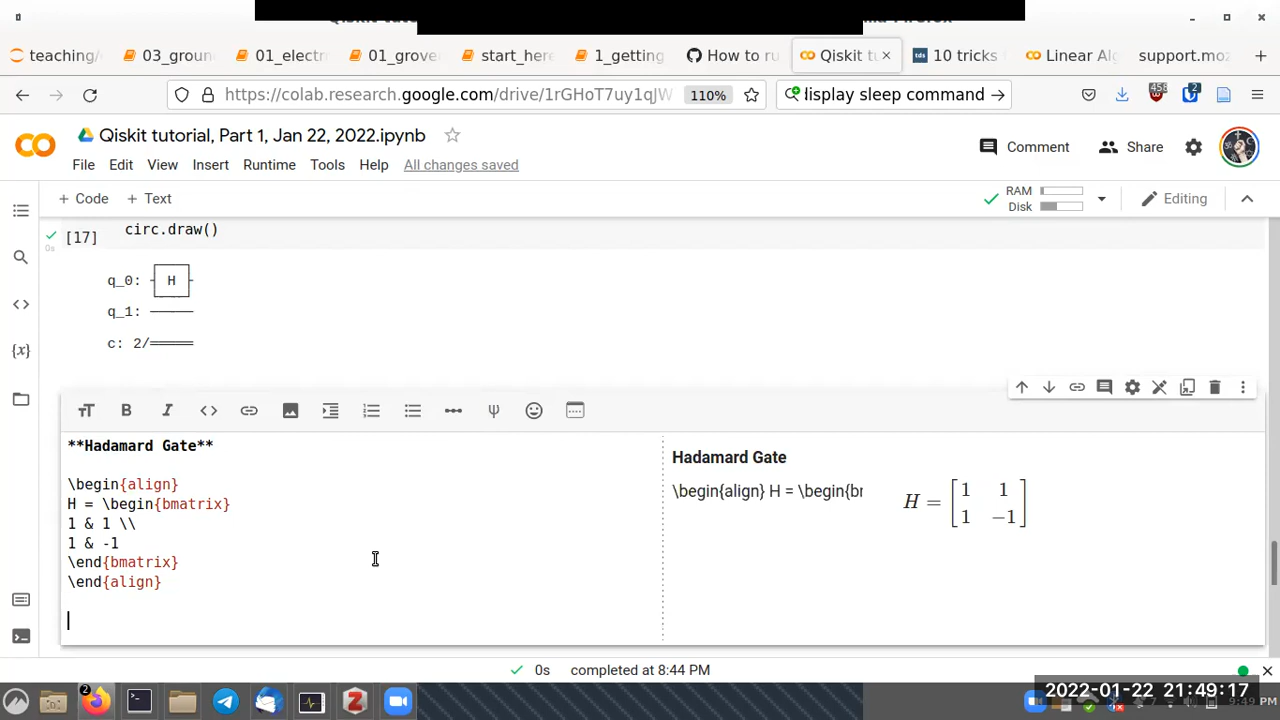 teaching/
03_groun
01_electr
01_grove
start_here
1_getting
How to ru
Qiskit tu
10 tricks
Linear Alg
support.moz
https://colab.research.google.com/drive/1rGHoT7uy1qJW
110%
display sleep command →
Qiskit tutorial, Part 1, Jan 22, 2022.ipynb
Comment
Share
File Edit View Insert Runtime Tools Help All changes saved
+ Code + Text
RAM
Disk
Editing
[17]
0s
circ.draw()
q_0: H
q_1:
c: 2/
**Hadamard Gate**
\begin{align}
H = \begin{bmatrix}
1 & 1 \\
1 & -1
\end{bmatrix}
\end{align}
Hadamard Gate
\begin{align} H = \begin{br
H = [1 1
1 −1]
0s completed at 8:44 PM
2022-01-22 21:49:17